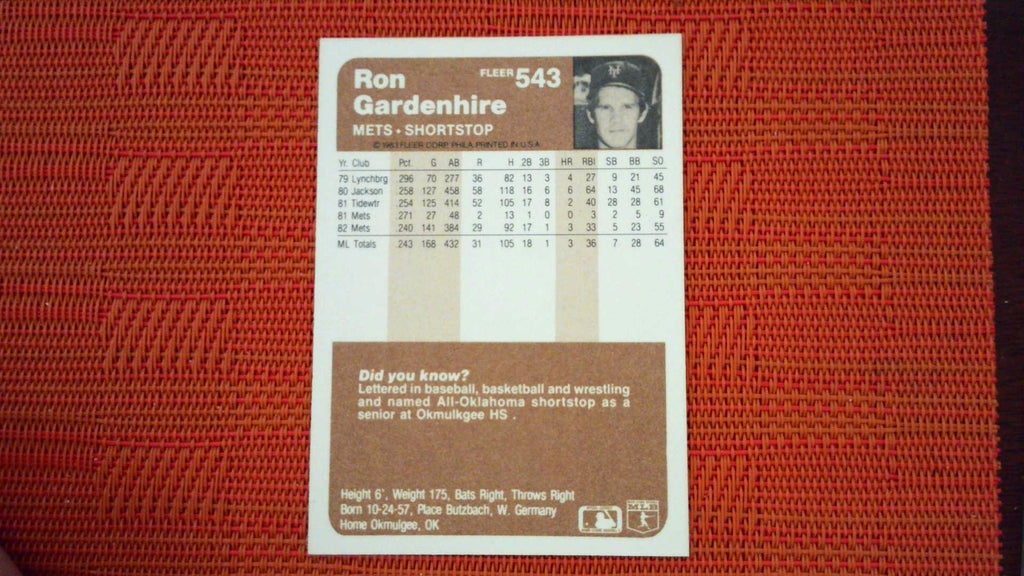 Ron
FLEER 543
Gardenhire
METS • SHORTSTOP
© 1983 FLEER CORP. PHILA. PRINTED IN U.S.A.
Yr. Club Pct. G AB R H 2B 3B HR RBI SB BB SO
79 Lynchbrg .296 70 277 36 82 13 3 4 27 9 21 45
80 Jackson .258 127 458 58 118 16 6 6 64 13 45 68
81 Tidewtr .254 125 414 52 105 17 8 2 40 28 28 61
81 Mets .271 27 48 2 13 1 0 0 3 2 5 9
82 Mets .240 141 384 29 92 17 1 3 33 5 23 55
ML Totals .243 168 432 31 105 18 1 3 36 7 28 64
Did you know?
Lettered in baseball, basketball and wrestling
and named All-Oklahoma shortstop as a
senior at Okmulkgee HS .
Height 6', Weight 175, Bats Right, Throws Right
Born 10-24-57, Place Butzbach, W. Germany
Home Okmulgee, OK